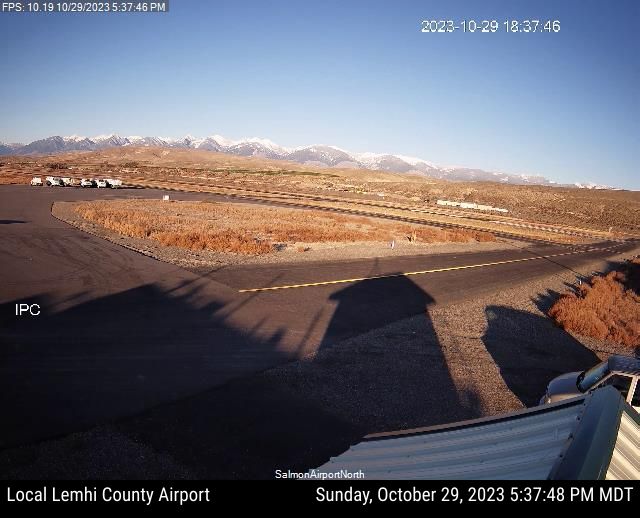 FPS: 10.19 10/29/2023 5:37:46 PM
2023-10-29 18:37:46
IPC
SalmonAirportNorth
Local Lemhi County Airport Sunday, October 29, 2023 5:37:48 PM MDT